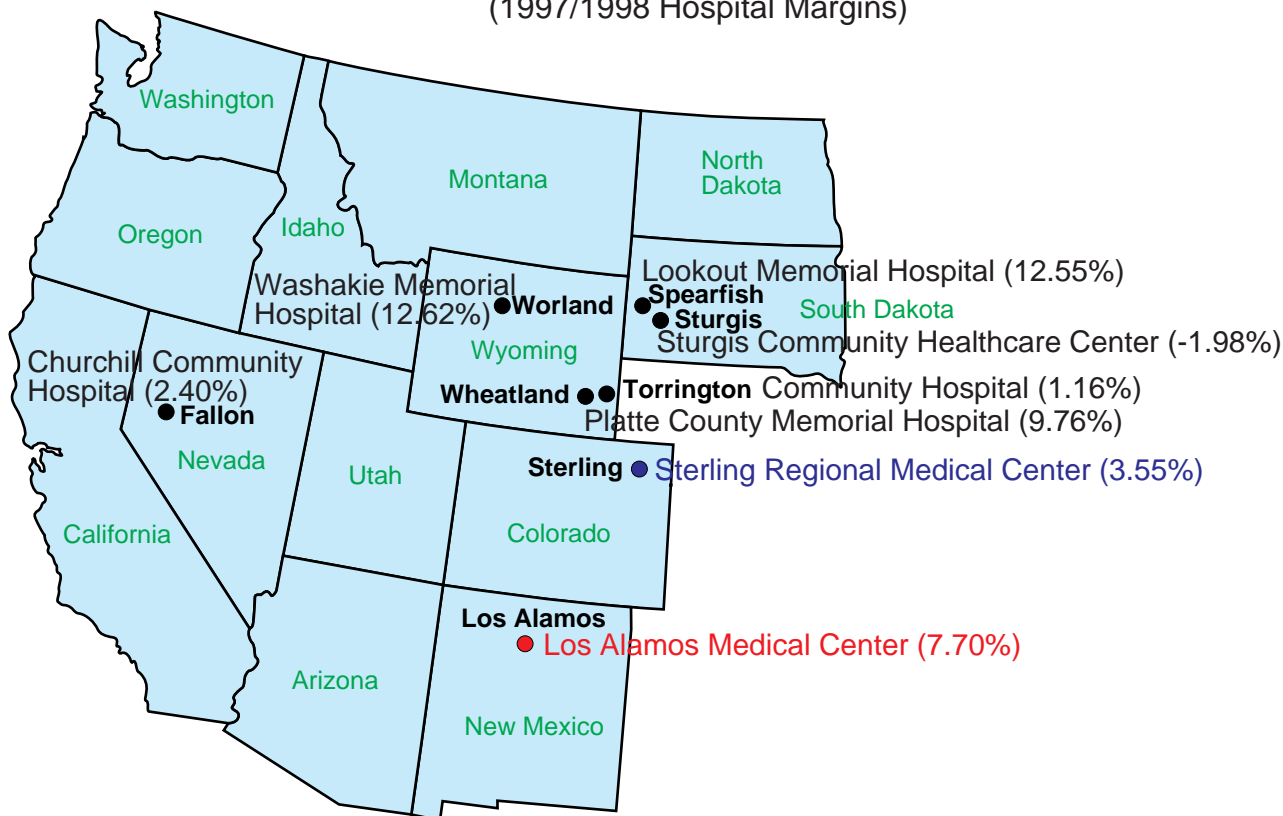 (1997/1998 Hospital Margins)
Washington
Montana
North
Dakota
Oregon
Idaho
Washakie Memorial
Hospital (12.62%)
Worland
Lookout Memorial Hospital (12.55%)
Spearfish
Sturgis
South Dakota
Sturgis Community Healthcare Center (-1.98%)
Wyoming
Churchill Community
Hospital (2.40%)
Fallon
Wheatland
Torrington Community Hospital (1.16%)
Platte County Memorial Hospital (9.76%)
Nevada
Utah
Sterling
Sterling Regional Medical Center (3.55%)
California
Colorado
Los Alamos
Los Alamos Medical Center (7.70%)
Arizona
New Mexico